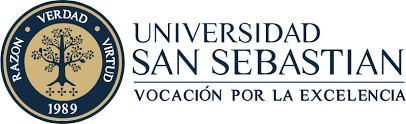 RAZON • VERDAD • VIRTUD
1989
UNIVERSIDAD
SAN SEBASTIAN
VOCACIÓN POR LA EXCELENCIA